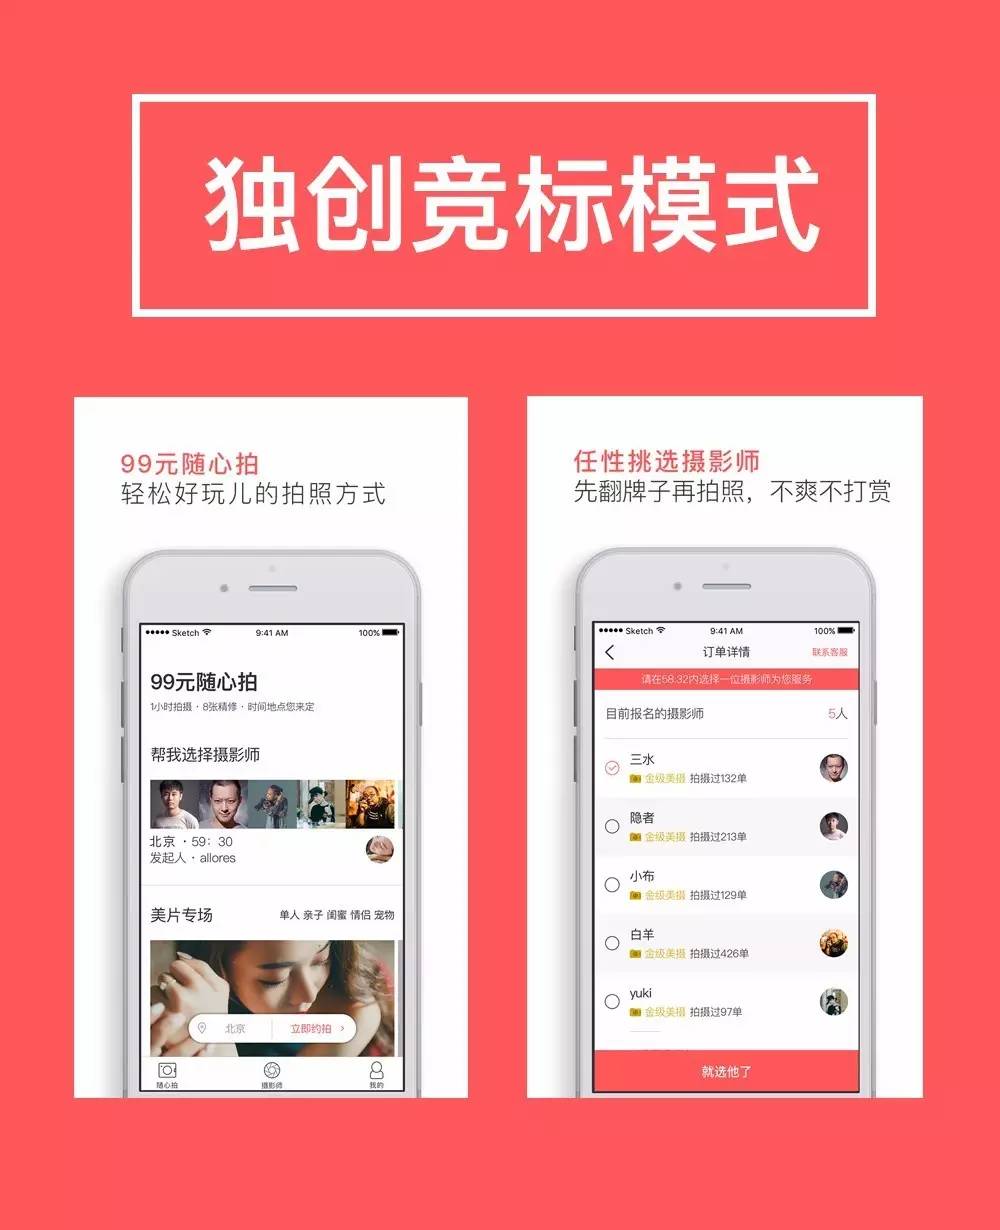 独创竞标模式
99元随心拍
轻松好玩儿的拍照方式
Sketch 9:41 AM 100%
99元随心拍
1小时拍摄 · 8张精修 · 时间地点您来定
帮我选择摄影师
北京 · 59：30
发起人 · allores
美片专场 单人 亲子 闺蜜 情侣 宠物
北京 立即约拍 >
随心拍 摄影师 我的
任性挑选摄影师
先翻牌子再拍照，不爽不打赏
Sketch 9:41 AM 100%
订单详情 联系客服
请在58.32内选择一位摄影师为您服务
目前报名的摄影师 5人
三水
金级美摄 拍摄过132单
隐者
金级美摄 拍摄过213单
小布
金级美摄 拍摄过129单
白羊
金级美摄 拍摄过426单
yuki
金级美摄 拍摄过97单
就选他了